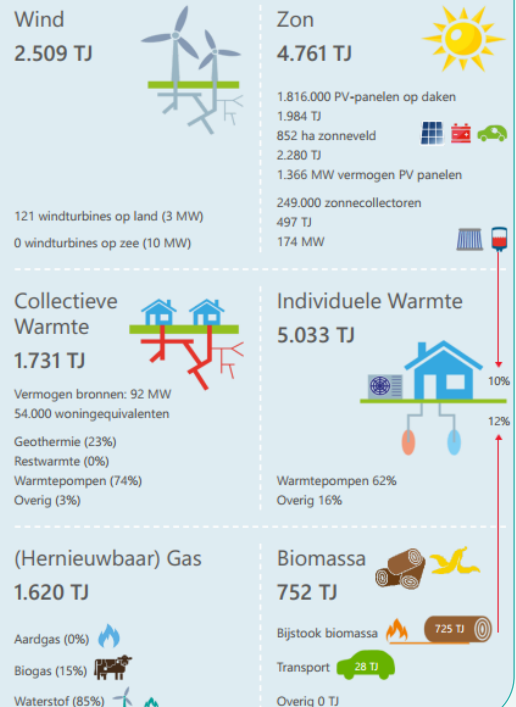 Wind
2.509 TJ
121 windturbines op land (3 MW)
0 windturbines op zee (10 MW)
Zon
4.761 TJ
1.816.000 PV-panelen op daken
1.984 TJ
852 ha zonneveld
2.280 TJ
1.366 MW vermogen PV panelen
249.000 zonnecollectoren
497 TJ
174 MW
Collectieve
Warmte
1.731 TJ
Vermogen bronnen: 92 MW
54.000 woningequivalenten
Geothermie (23%)
Restwarmte (0%)
Warmtepompen (74%)
Overig (3%)
Individuele Warmte
5.033 TJ
10%
12%
Warmtepompen 62%
Overig 16%
(Hernieuwbaar) Gas
1.620 TJ
Aardgas (0%)
Biogas (15%)
Waterstof (85%)
Biomassa
752 TJ
Bijstook biomassa
725 TJ
Transport
28 TJ
Overig 0 TJ